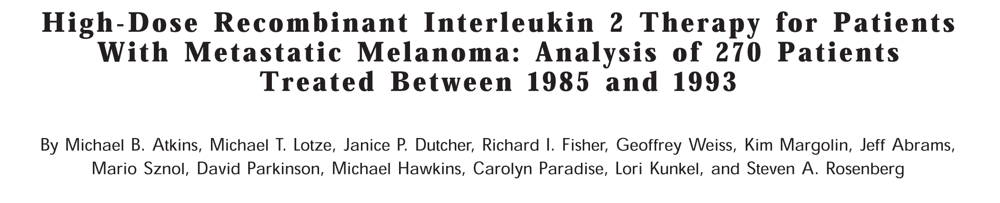 High-Dose Recombinant Interleukin 2 Therapy for Patients
With Metastatic Melanoma: Analysis of 270 Patients
Treated Between 1985 and 1993
By Michael B. Atkins, Michael T. Lotze, Janice P. Dutcher, Richard I. Fisher, Geoffrey Weiss, Kim Margolin, Jeff Abrams,
Mario Sznol, David Parkinson, Michael Hawkins, Carolyn Paradise, Lori Kunkel, and Steven A. Rosenberg